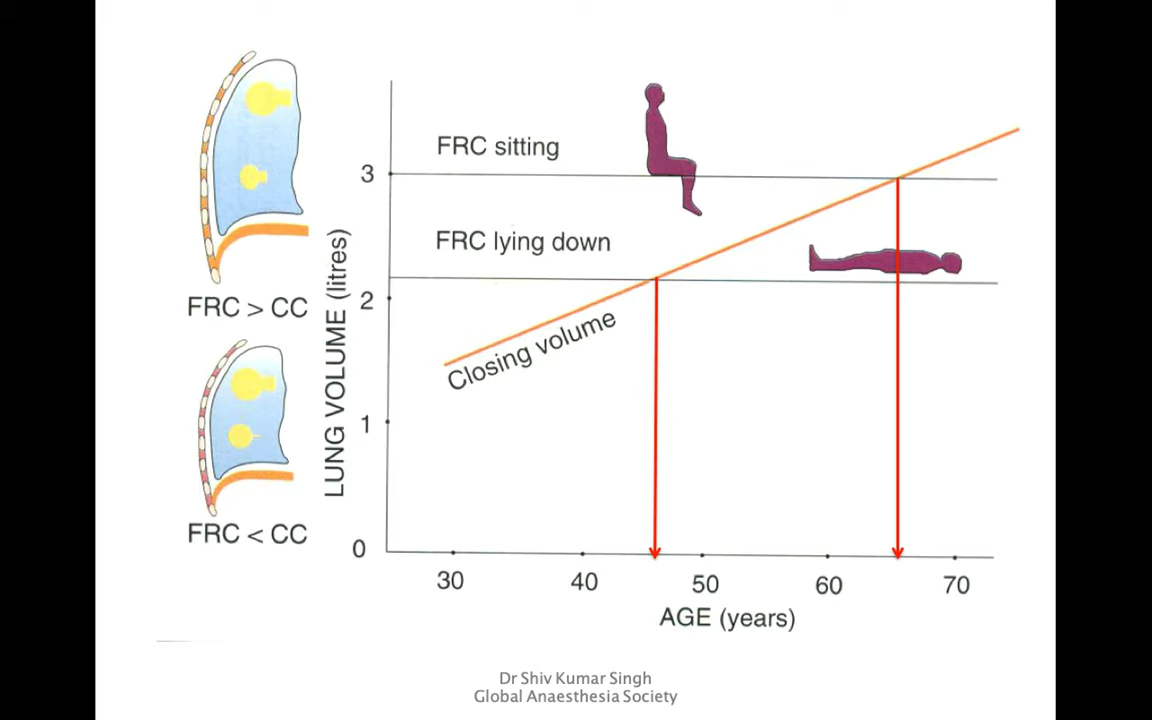 FRC > CC
FRC < CC
LUNG VOLUME (litres)
3
2
1
0
FRC sitting
FRC lying down
Closing volume
30 40 50 60 70
AGE (years)
Dr Shiv Kumar Singh
Global Anaesthesia Society